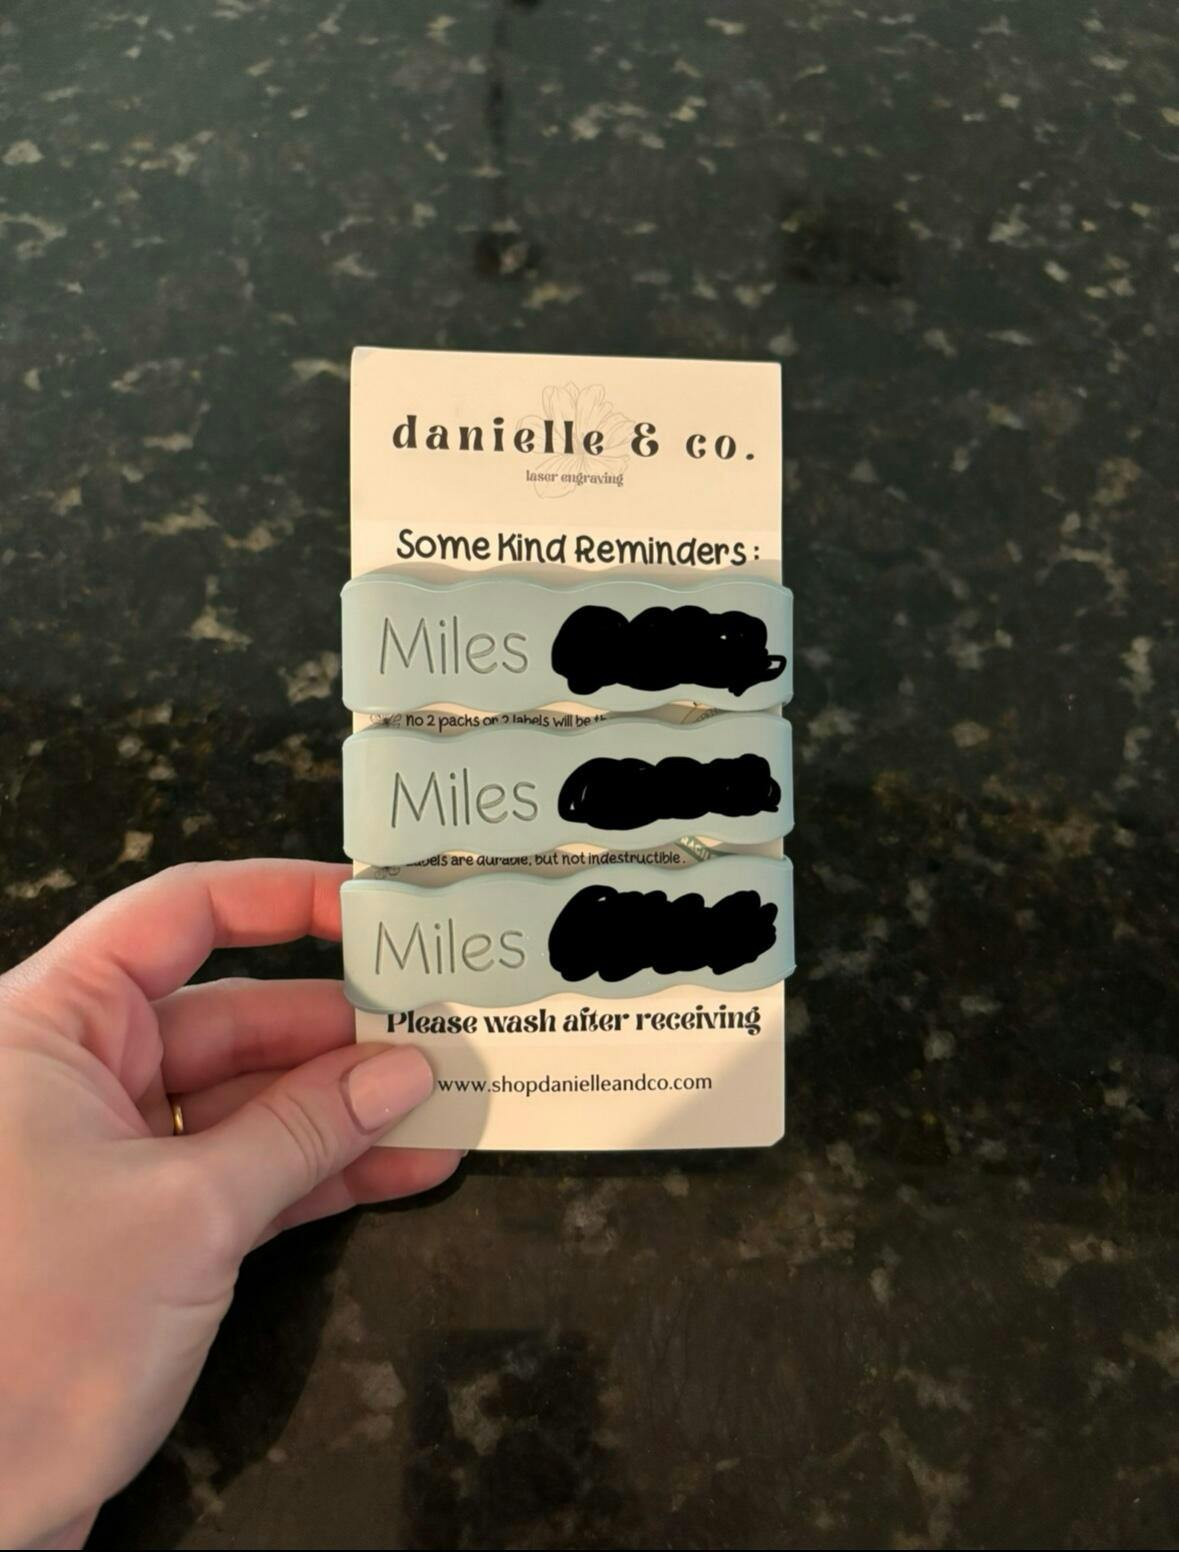 danielle & co.
laser engraving
Some Kind Reminders:
Miles
no 2 packs or 2 labels will be
Miles
labels are durable, but not indestructible.
Miles
Please wash after receiving
www.shopdanielleandco.com